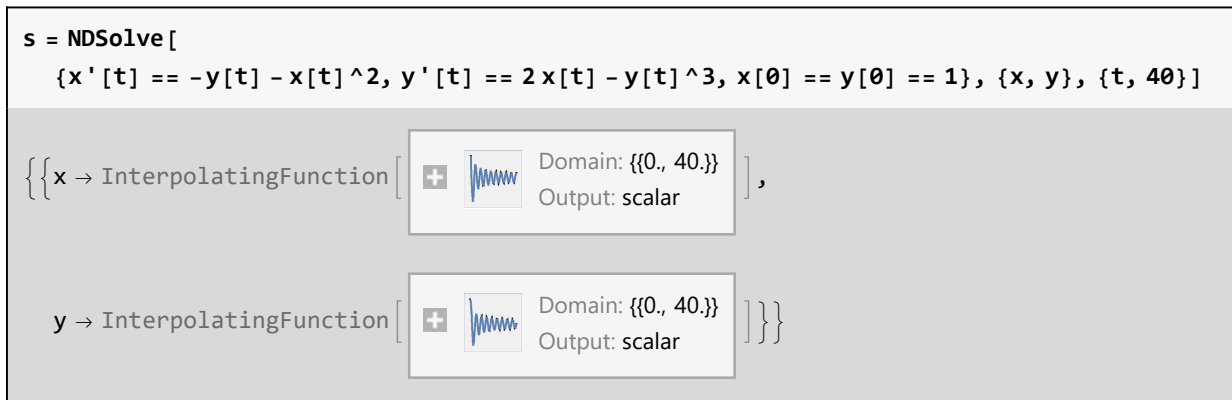 s = NDSolve[
{x'[t] == -y[t] - x[t]^2, y'[t] == 2 x[t] - y[t]^3, x[0] == y[0] == 1}, {x, y}, {t, 40}]
{{x → InterpolatingFunction[ Domain: {{0., 40.}}
Output: scalar ],
y → InterpolatingFunction[ Domain: {{0., 40.}}
Output: scalar ]}}